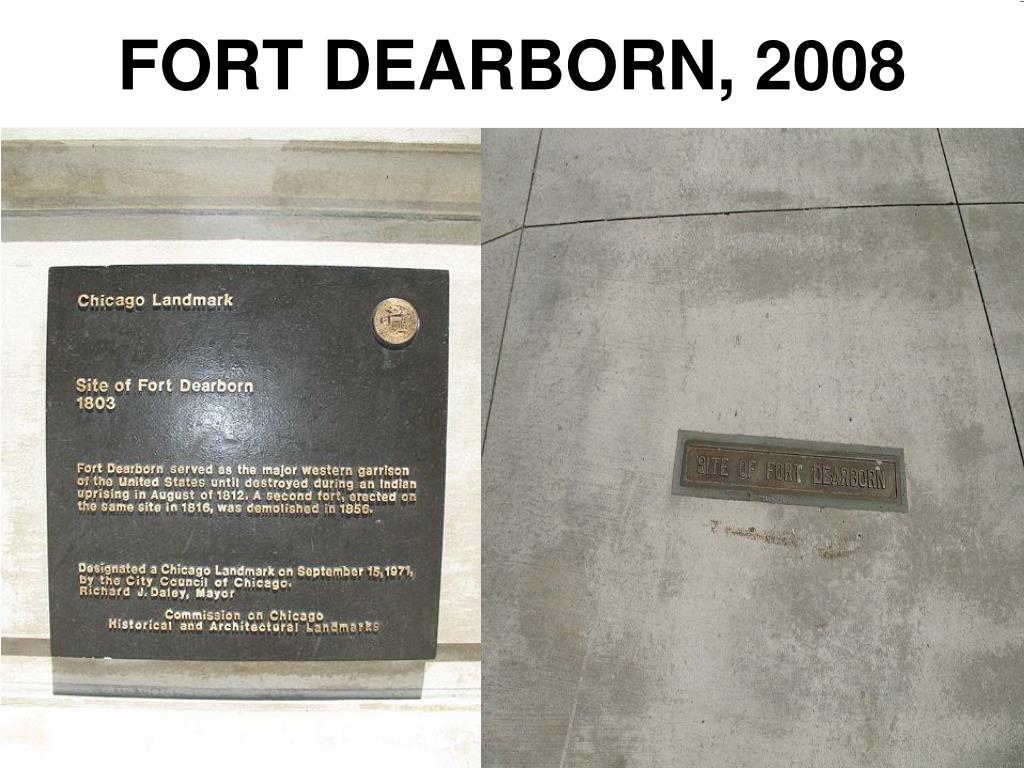 FORT DEARBORN, 2008
Chicago Landmark
Site of Fort Dearborn
1803
Fort Dearborn served as the major western garrison
of the United States until destroyed during an Indian
uprising in August of 1812. A second fort, erected on
the same site in 1816, was demolished in 1856.
Designated a Chicago Landmark on September 15, 1971,
by the City Council of Chicago.
Richard J. Daley, Mayor
Commission on Chicago
Historical and Architectural Landmarks
SITE OF FORT DEARBORN